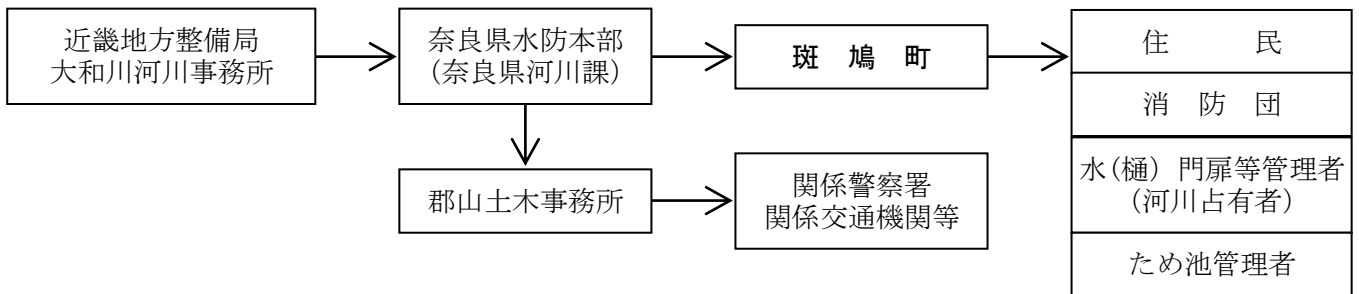 近畿地方整備局
大和川河川事務所
奈良県水防本部
(奈良県河川課)
斑 鳩 町
住 民
消 防 団
水(樋) 門扉等管理者
(河川占有者)
ため池管理者
郡山土木事務所
関係警察署
関係交通機関等